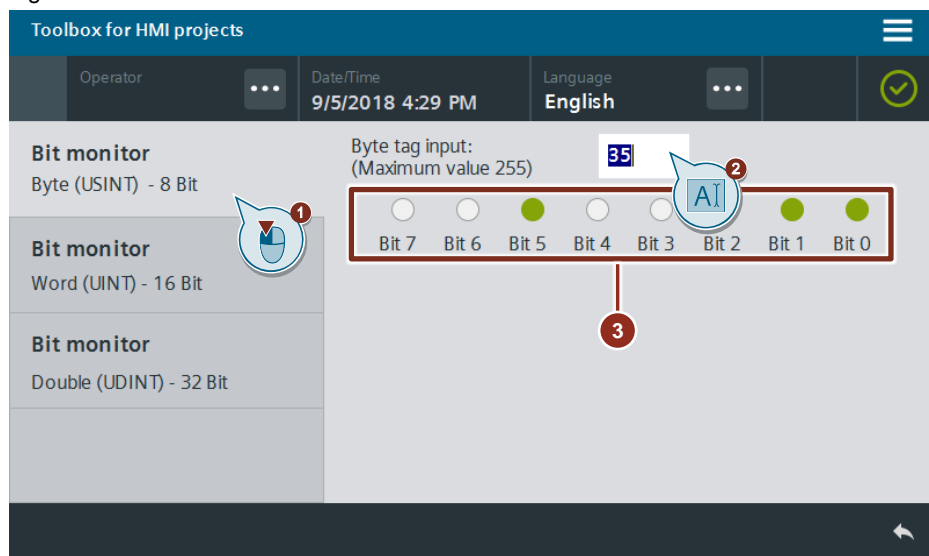 Toolbox for HMI projects
Operator
Date/Time
Language
9/5/2018 4:29 PM
English
Bit monitor
Byte (USINT) - 8 Bit
Byte tag input:
(Maximum value 255)
35
2
A
1
Bit 7 Bit 6 Bit 5 Bit 4 Bit 3 Bit 2 Bit 1 Bit 0
Bit monitor
Word (UINT) - 16 Bit
3
Bit monitor
Double (UDINT) - 32 Bit